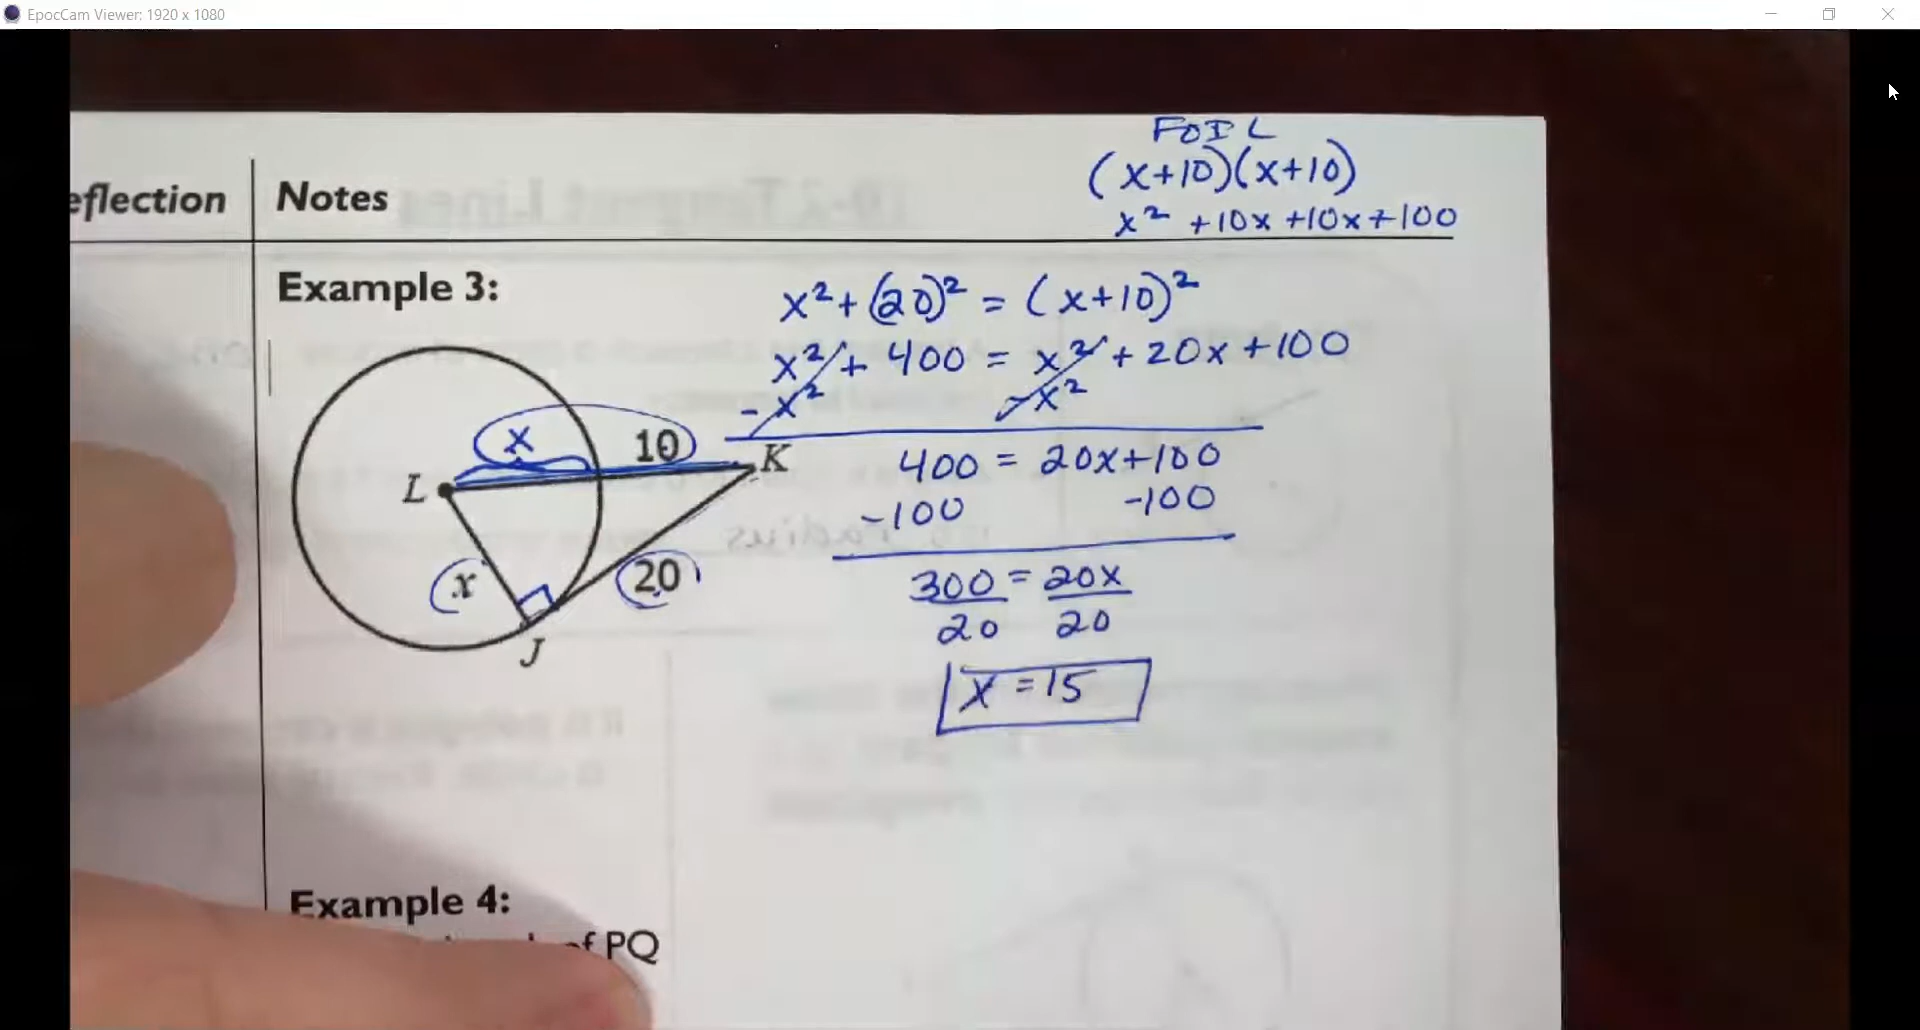 EpocCam Viewer: 1920 x 1080
FOIL
(x+10)(x+10)
eflection Notes
x² +10x +10x+100
Example 3:
x² + (20)² = (x+10)²
x² + 400 = x² + 20x +100
- x² - x²
x 10 K
400 = 20x+100
L
-100 -100
x 20
300 = 20x
20 20
J
x = 15
Example 4:
of PQ